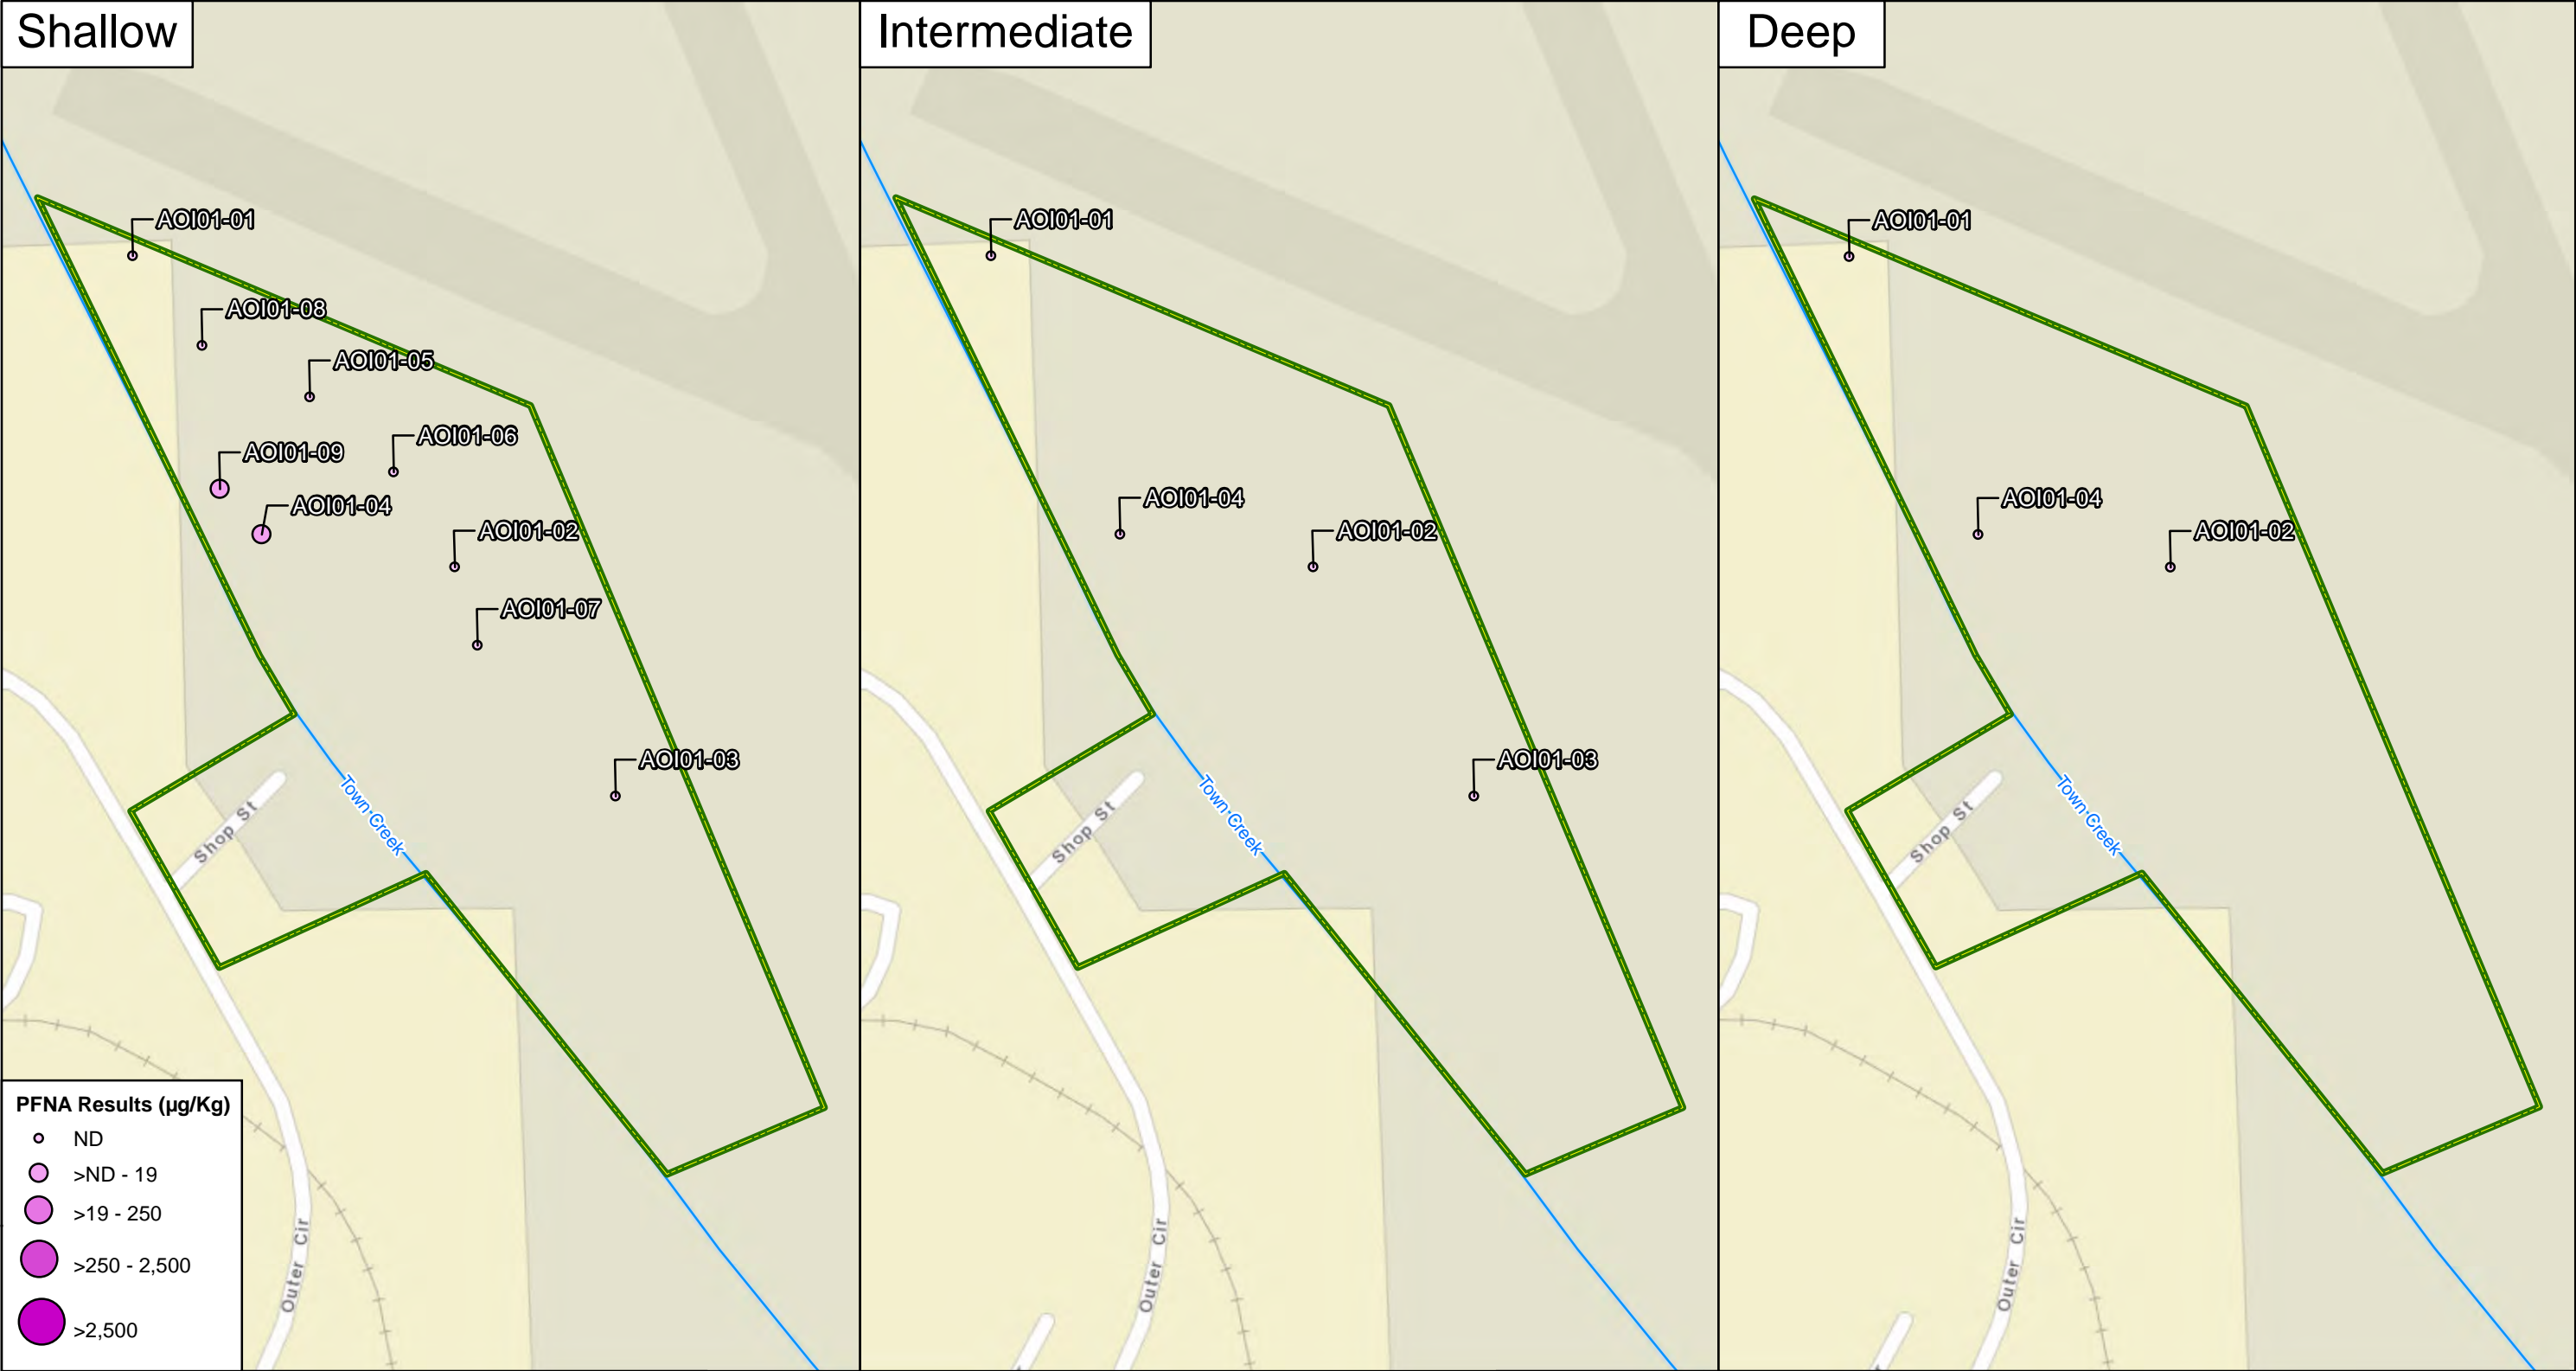 Shallow
AOI01-01
AOI01-08
AOI01-05
AOI01-06
AOI01-09
AOI01-04
AOI01-02
AOI01-07
AOI01-03
Town Creek
Shop St
Outer Cir
PFNA Results (µg/Kg)
ND
>ND - 19
>19 - 250
>250 - 2,500
>2,500
Intermediate
AOI01-01
AOI01-04
AOI01-02
AOI01-03
Town Creek
Shop St
Outer Cir
Deep
AOI01-01
AOI01-04
AOI01-02
Town Creek
Shop St
Outer Cir